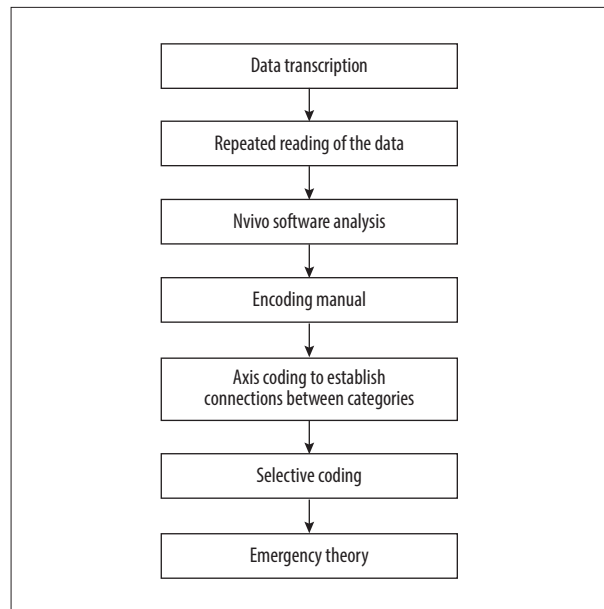 Data transcription
Repeated reading of the data
Nvivo software analysis
Encoding manual
Axis coding to establish
connections between categories
Selective coding
Emergency theory